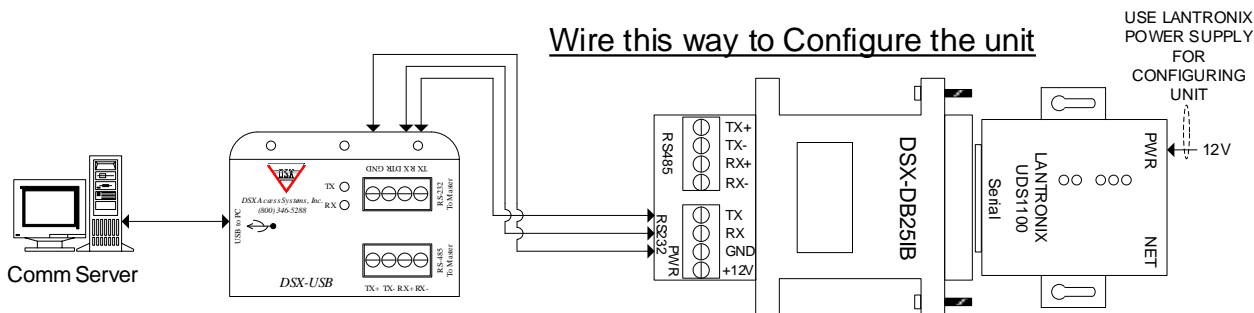 Wire this way to Configure the unit
USE LANTRONIX
POWER SUPPLY
FOR
CONFIGURING
UNIT
12V
Comm Server
USB to PC
DSX
DSX Access Systems, Inc.
(800) 346-5288
TX
RX
GND DTR RX TX
RS-232
To Master
RS-485
To Master
TX+ TX- RX+ RX-
DSX-USB
RS485
TX+
TX-
RX+
RX-
RS232
PWR
TX
RX
GND
+12V
DSX-DB25IB
Serial
LANTRONIX
UDS1100
PWR
NET